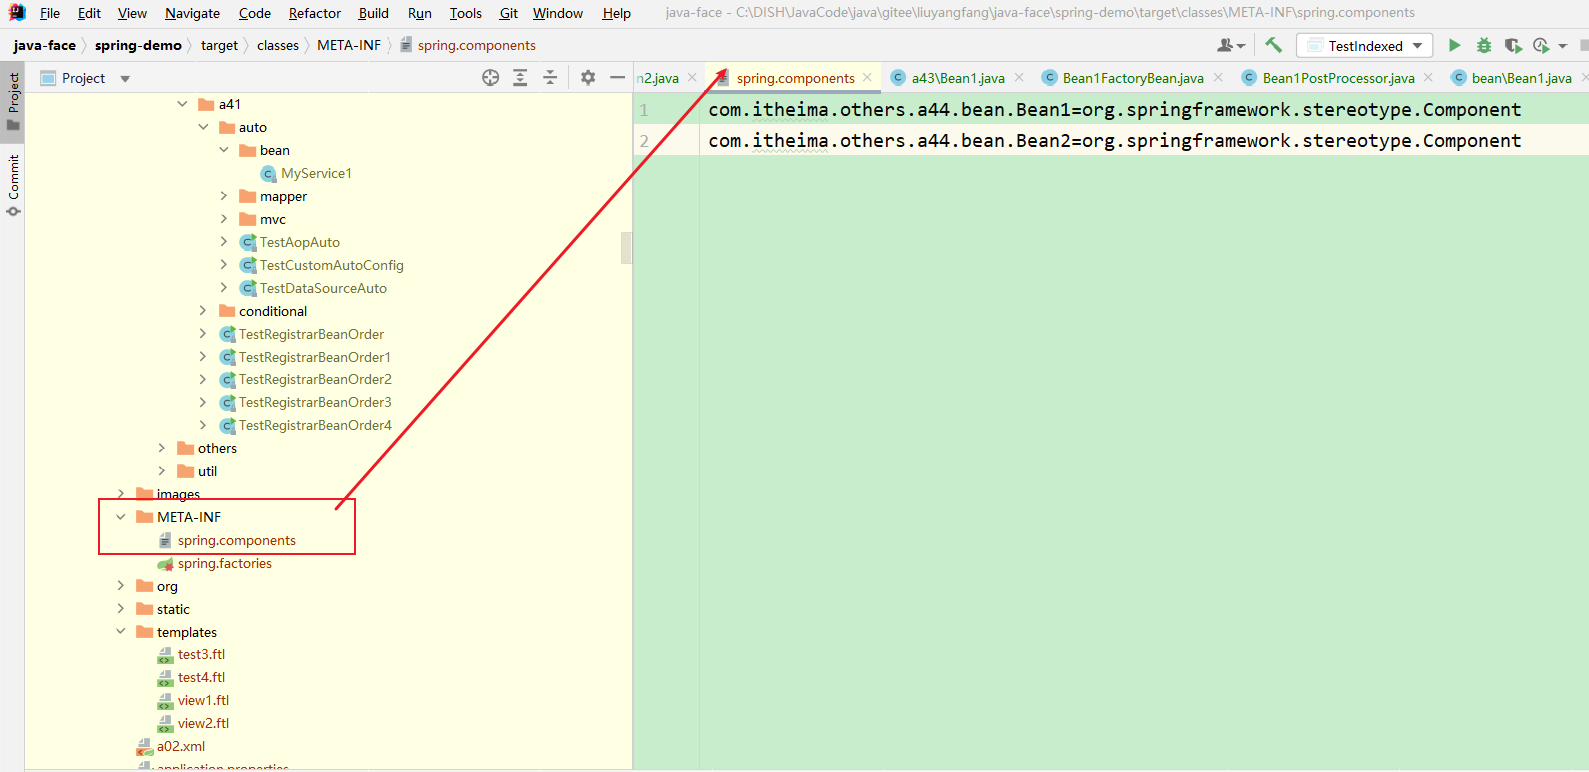 File Edit View Navigate Code Refactor Build Run Tools Git Window Help java-face - C:\DISH\JavaCode\java\gitee\liuyangfang\java-face\spring-demo\target\classes\META-INF\spring.components
java-face spring-demo target classes META-INF spring.components TestIndexed
Project
Commit
Project
n2.java spring.components a43\Bean1.java Bean1FactoryBean.java Bean1PostProcessor.java bean\Bean1.java
a41
auto
bean
MyService1
mapper
mvc
TestAopAuto
TestCustomAutoConfig
TestDataSourceAuto
conditional
TestRegistrarBeanOrder
TestRegistrarBeanOrder1
TestRegistrarBeanOrder2
TestRegistrarBeanOrder3
TestRegistrarBeanOrder4
others
util
images
META-INF
spring.components
spring.factories
org
static
templates
test3.ftl
test4.ftl
view1.ftl
view2.ftl
a02.xml
application.properties
1 com.itheima.others.a44.bean.Bean1=org.springframework.stereotype.Component
2 com.itheima.others.a44.bean.Bean2=org.springframework.stereotype.Component